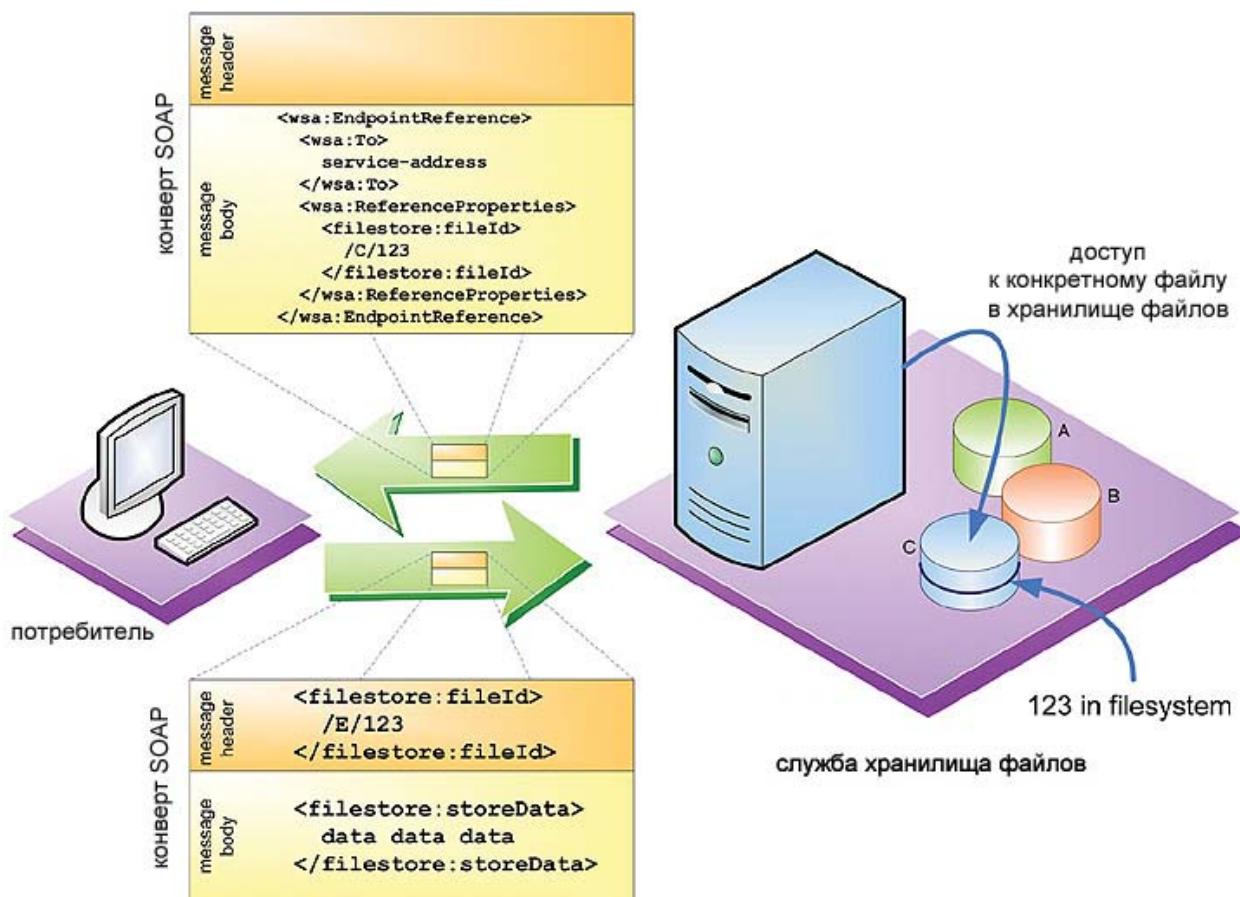 конверт SOAP
message header
message body
<wsa:EndpointReference>
<wsa:To>
service-address
</wsa:To>
<wsa:ReferenceProperties>
<filestore:fileId>
/C/123
</filestore:fileId>
</wsa:ReferenceProperties>
</wsa:EndpointReference>
доступ
к конкретному файлу
в хранилище файлов
A
B
C
потребитель
123 in filesystem
служба хранилища файлов
конверт SOAP
message header
<filestore:fileId>
/E/123
</filestore:fileId>
message body
<filestore:storeData>
data data data
</filestore:storeData>